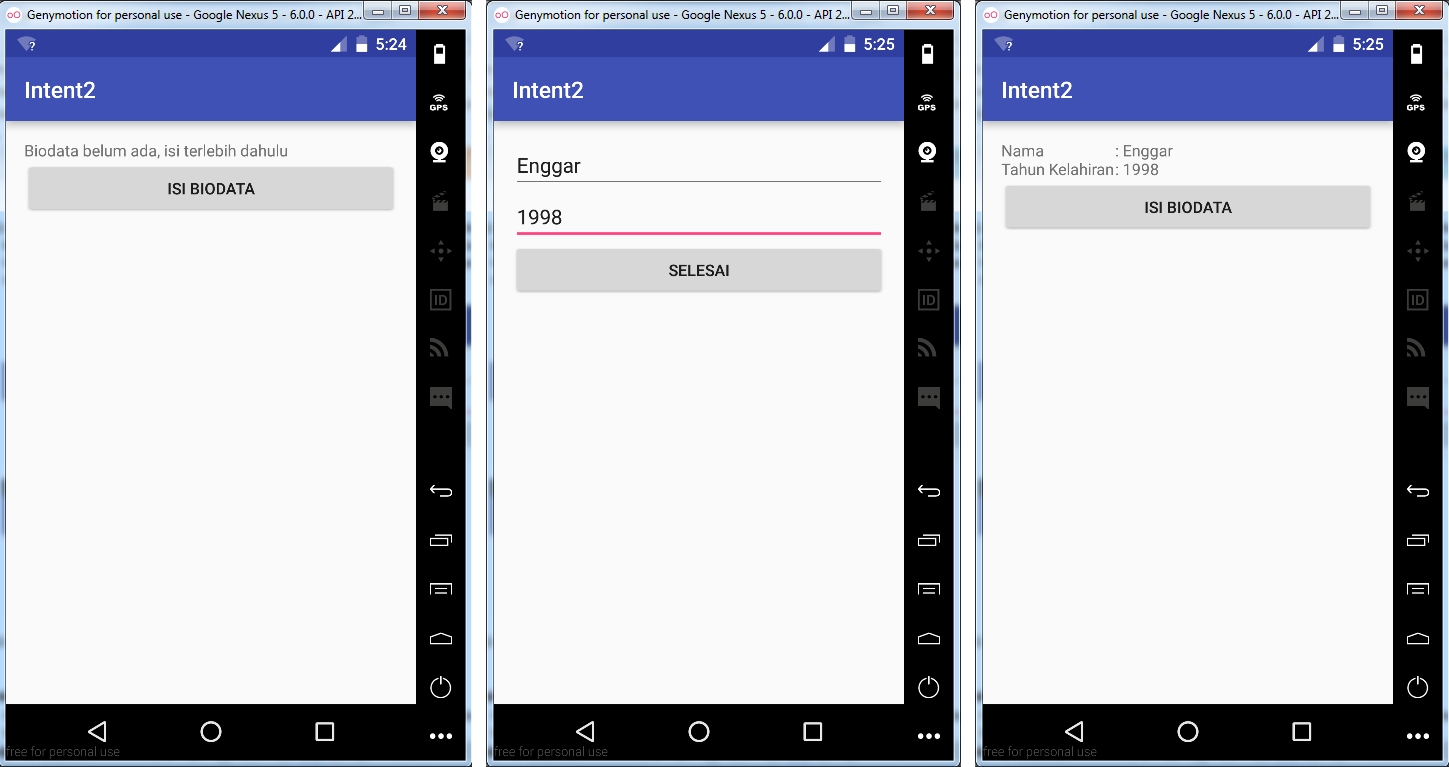 Genymotion for personal use - Google Nexus 5 - 6.0.0 - API 2...
5:24
Intent2
GPS
Biodata belum ada, isi terlebih dahulu
ISI BIODATA
ID
free for personal use
Genymotion for personal use - Google Nexus 5 - 6.0.0 - API 2...
5:25
Intent2
GPS
Enggar
1998
SELESAI
ID
free for personal use
Genymotion for personal use - Google Nexus 5 - 6.0.0 - API 2...
5:25
Intent2
GPS
Nama : Enggar
Tahun Kelahiran: 1998
ISI BIODATA
ID
free for personal use